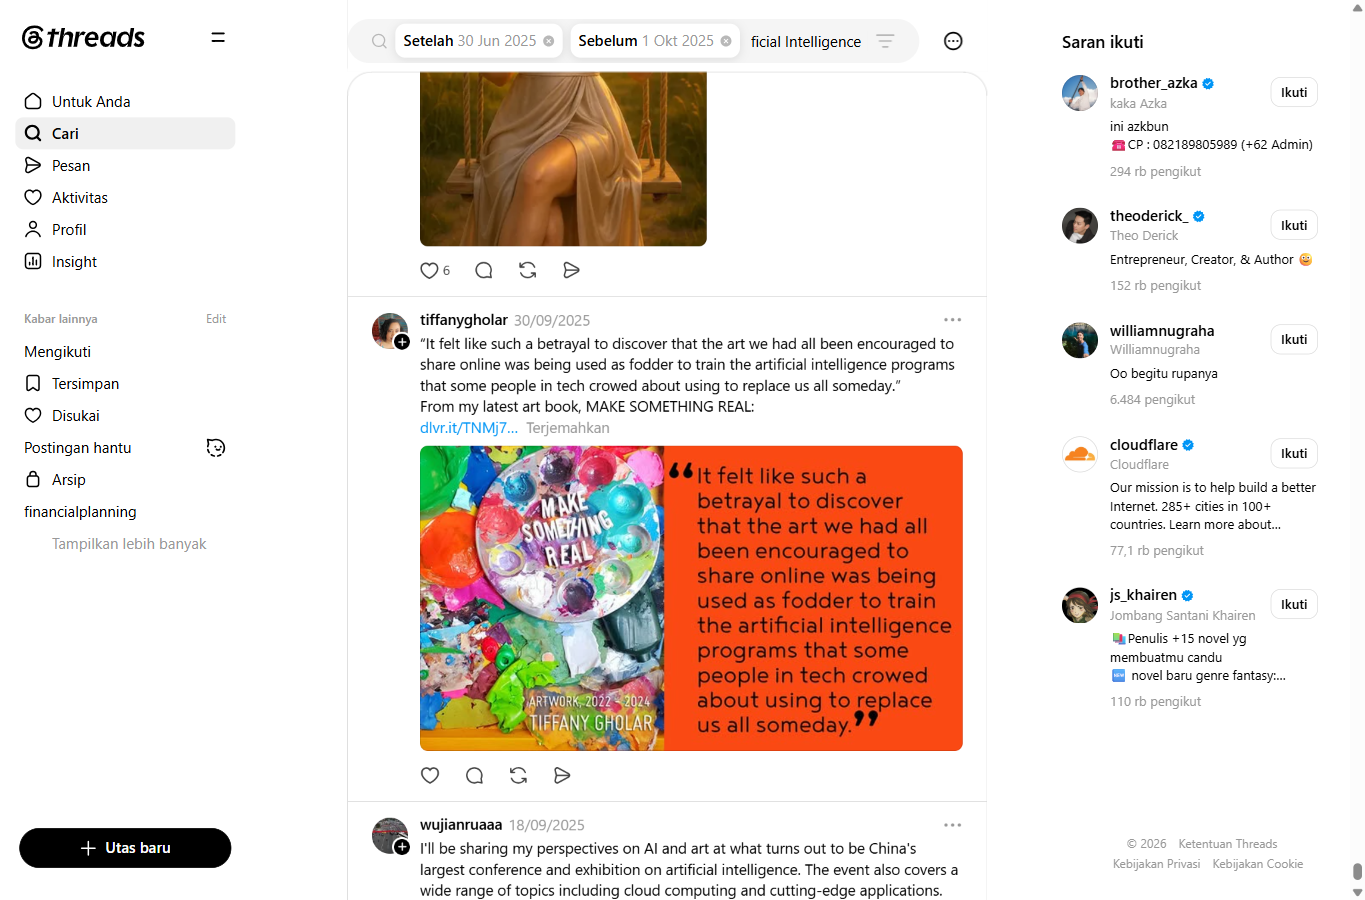 threads
Untuk Anda
Cari
Pesan
Aktivitas
Profil
Insight
Kabar lainnya
Edit
Mengikuti
Tersimpan
Disukai
Postingan hantu
Arsip
financialplanning
Tampilkan lebih banyak
Utas baru
Setelah 30 Jun 2025
Sebelum 1 Okt 2025
ficial Intelligence
6
tiffanygholar 30/09/2025
“It felt like such a betrayal to discover that the art we had all been encouraged to
share online was being used as fodder to train the artificial intelligence programs
that some people in tech crowed about using to replace us all someday.”
From my latest art book, MAKE SOMETHING REAL:
dlvr.it/TNMj7... Terjemahkan
MAKE
SOMETHING
REAL
ARTWORK, 2022 – 2024
TIFFANY GHOLAR
“It felt like such a
betrayal to discover
that the art we had all
been encouraged to
share online was being
used as fodder to train
the artificial intelligence
programs that some
people in tech crowed
about using to replace
us all someday.”
wujianruaaa 18/09/2025
I'll be sharing my perspectives on AI and art at what turns out to be China's
largest conference and exhibition on artificial intelligence. The event also covers a
wide range of topics including cloud computing and cutting-edge applications.
Saran ikuti
brother_azka
kaka Azka
Ikuti
ini azkbun
☎️CP : 082189805989 (+62 Admin)
294 rb pengikut
theoderick_
Theo Derick
Ikuti
Entrepreneur, Creator, & Author
152 rb pengikut
williamnugraha
Williamnugraha
Ikuti
Oo begitu rupanya
6.484 pengikut
cloudflare
Cloudflare
Ikuti
Our mission is to help build a better
Internet. 285+ cities in 100+
countries. Learn more about...
77,1 rb pengikut
js_khairen
Jombang Santani Khairen
Ikuti
📚Penulis +15 novel yg
membuatmu candu
🆕 novel baru genre fantasy:...
110 rb pengikut
© 2026 Ketentuan Threads
Kebijakan Privasi Kebijakan Cookie